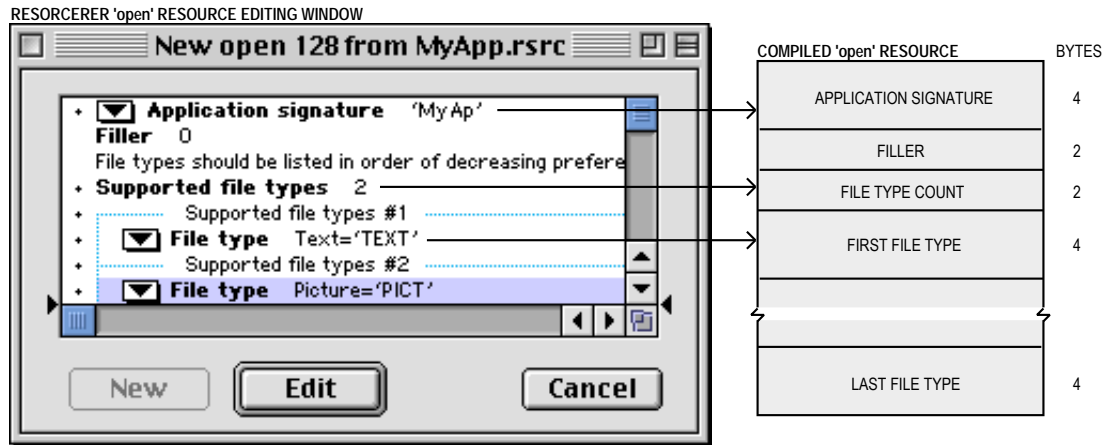 RESORCERER 'open' RESOURCE EDITING WINDOW
New open 128 from MyApp.rsrc
Application signature 'MyAp'
Filler 0
File types should be listed in order of decreasing prefere
Supported file types 2
Supported file types #1
File type Text='TEXT'
Supported file types #2
File type Picture='PICT'
New Edit Cancel
COMPILED 'open' RESOURCE BYTES
APPLICATION SIGNATURE 4
FILLER 2
FILE TYPE COUNT 2
FIRST FILE TYPE 4
LAST FILE TYPE 4